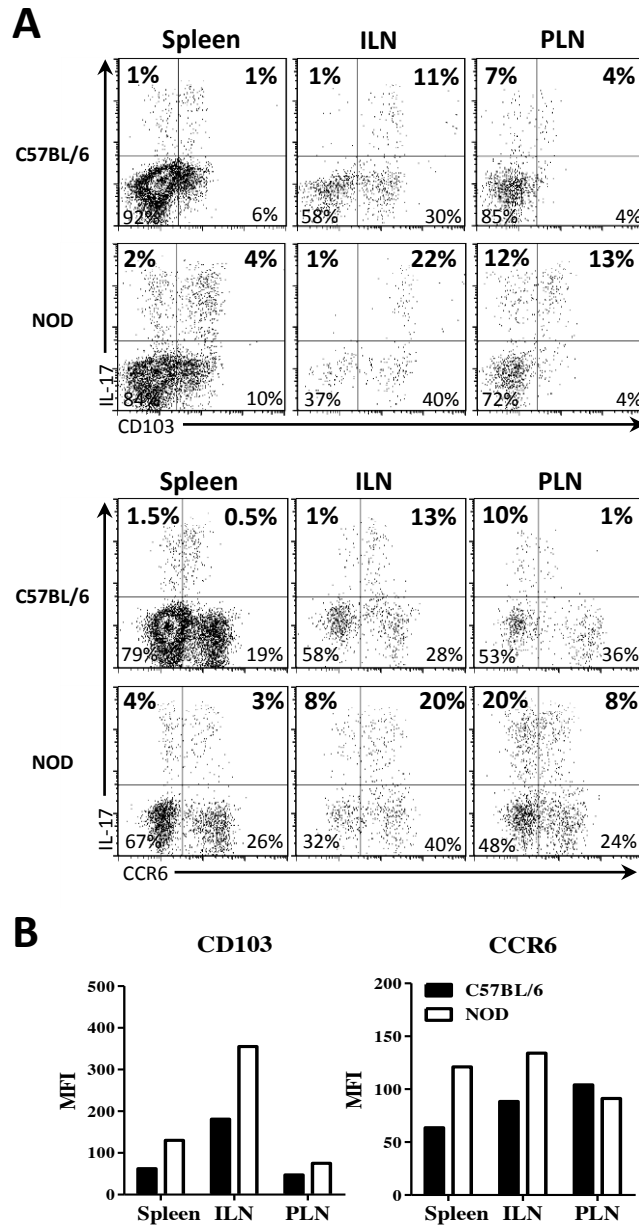 A
Spleen ILN PLN
C57BL/6
1% 1% 1% 11% 7% 4%
92% 6% 58% 30% 85% 4%
NOD
2% 4% 1% 22% 12% 13%
84% 10% 37% 40% 72% 4%
IL-17
CD103
Spleen ILN PLN
C57BL/6
1.5% 0.5% 1% 13% 10% 1%
79% 19% 58% 28% 53% 36%
NOD
4% 3% 8% 20% 20% 8%
67% 26% 32% 40% 48% 24%
IL-17
CCR6
B
CD103
MFI
500
400
300
200
100
0
Spleen ILN PLN
CCR6
C57BL/6
NOD
MFI
200
150
100
50
0
Spleen ILN PLN